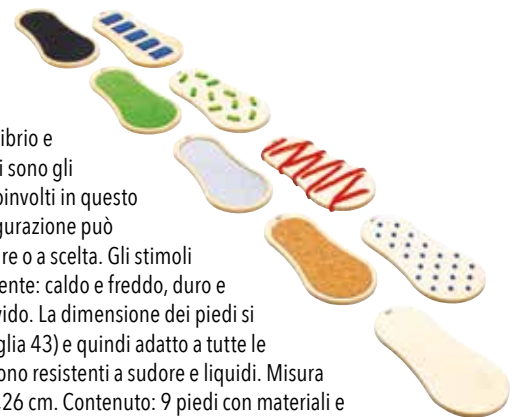 ibrio e
i sono gli
oinvolti in questo
gurazione può
re o a scelta. Gli stimoli
ente: caldo e freddo, duro e
vido. La dimensione dei piedi si
glia 43) e quindi adatto a tutte le
ono resistenti a sudore e liquidi. Misura
26 cm. Contenuto: 9 piedi con materiali e